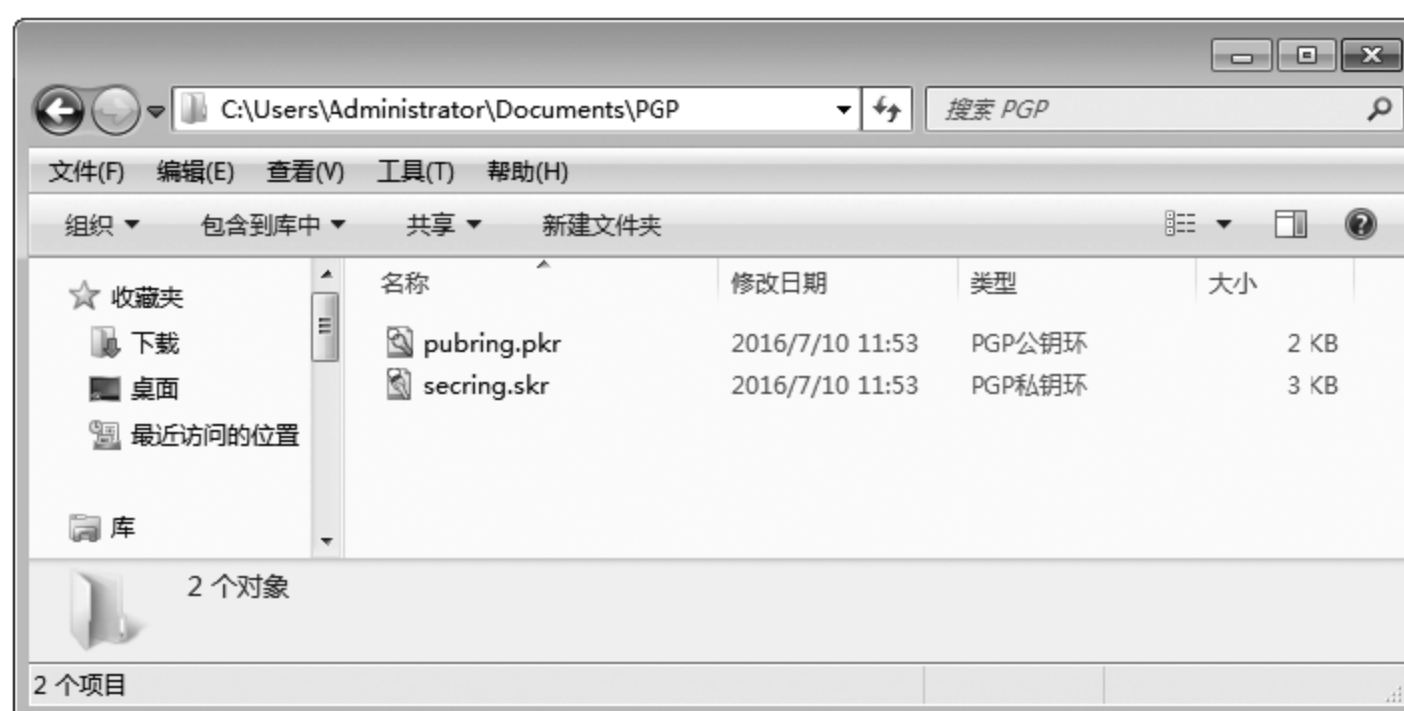 C:\Users\Administrator\Documents\PGP
搜索 PGP
文件(F) 编辑(E) 查看(V) 工具(T) 帮助(H)
组织 包含到库中 共享 新建文件夹
收藏夹
下载
桌面
最近访问的位置
库
名称 修改日期 类型 大小
pubring.pkr 2016/7/10 11:53 PGP公钥环 2 KB
secring.skr 2016/7/10 11:53 PGP私钥环 3 KB
2 个对象
2 个项目